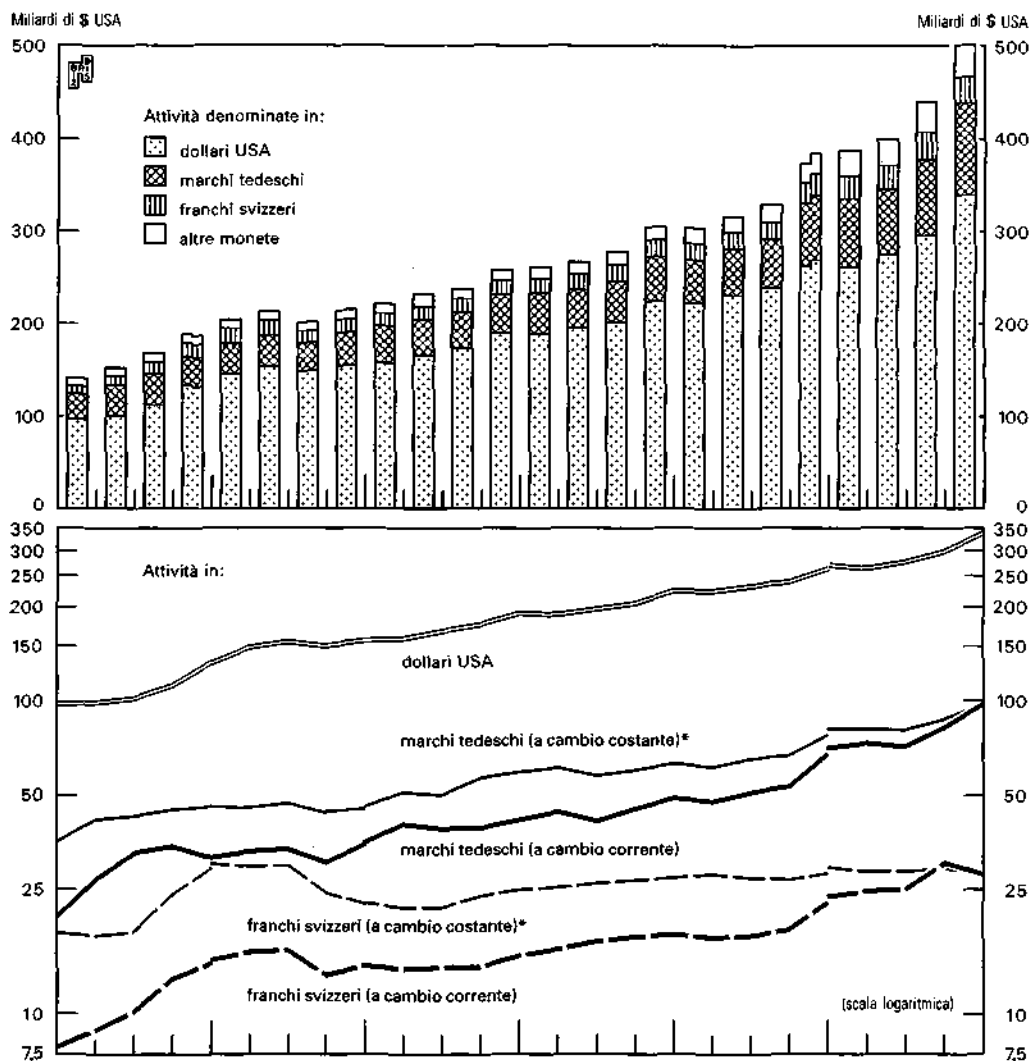 Miliardi di $ USA
Miliardi di $ USA
500
500
BRI
BIS
Attività denominate in:
400
400
dollari USA
marchi tedeschi
franchi svizzeri
300
300
altre monete
200
200
100
100
0
0
350
350
300
300
Attività in:
250
250
200
200
150
150
dollari USA
100
100
marchi tedeschi (a cambio costante)*
50
50
marchi tedeschi (a cambio corrente)
25
25
franchi svizzeri (a cambio costante)*
franchi svizzeri (a cambio corrente)
(scala logaritmica)
10
10
7.5
7.5